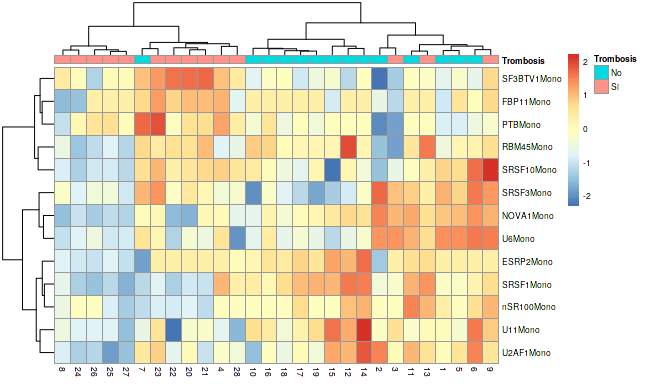 Trombosis
Trombosis
No
SI
SF3BTV1Mono
FBP11Mono
PTBMono
RBM45Mono
SRSF10Mono
SRSF3Mono
NOVA1Mono
U6Mono
ESRP2Mono
SRSF1Mono
nSR100Mono
U11Mono
U2AF1Mono
2
1
0
-1
-2
8 24 26 25 27 7 23 22 20 21 4 28 10 16 18 17 19 15 12 14 2 3 11 13 1 5 6 9